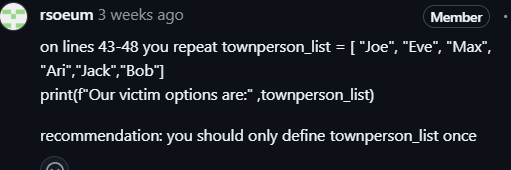 rsoeum 3 weeks ago Member
on lines 43-48 you repeat townperson_list = [ "Joe", "Eve", "Max",
"Ari","Jack","Bob"]
print(f"Our victim options are:" ,townperson_list)
recommendation: you should only define townperson_list once